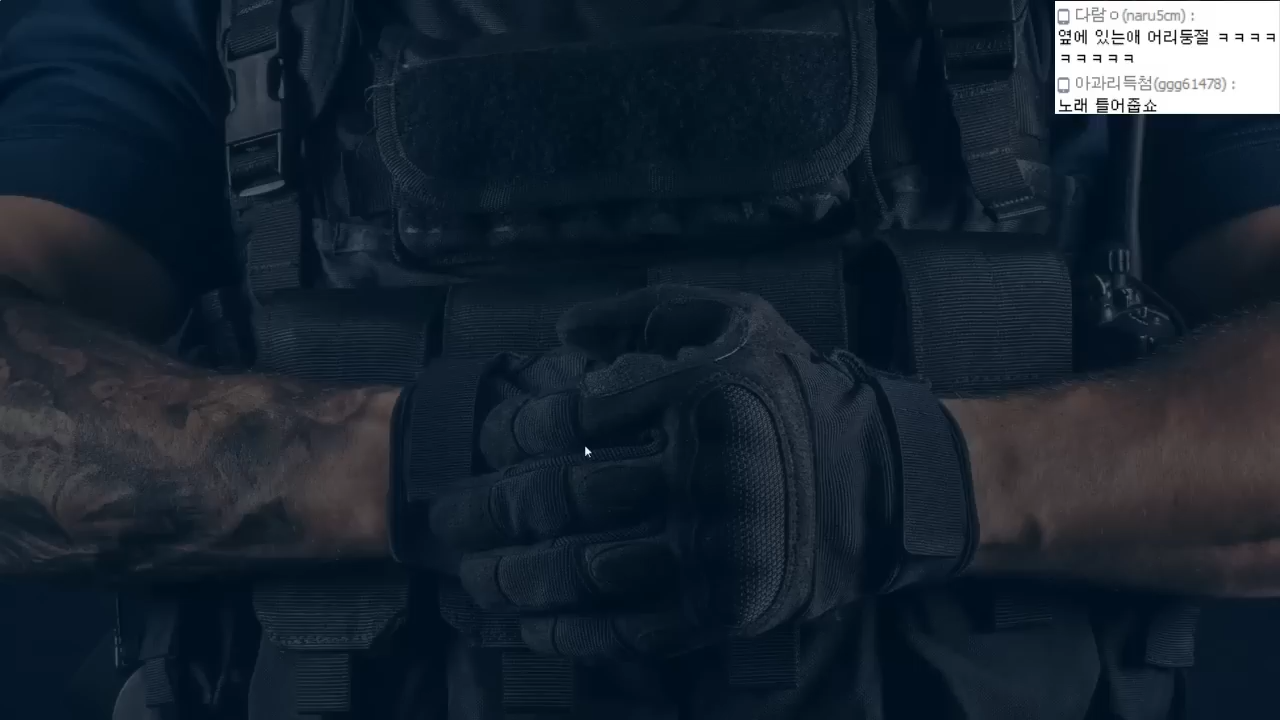 다람ㅇ(naru5cm) :
옆에 있는애 어리둥절 ㅋㅋㅋㅋ
ㅋㅋㅋㅋㅋ
아과리득첨(ggg61478) :
노래 틀어줍쇼